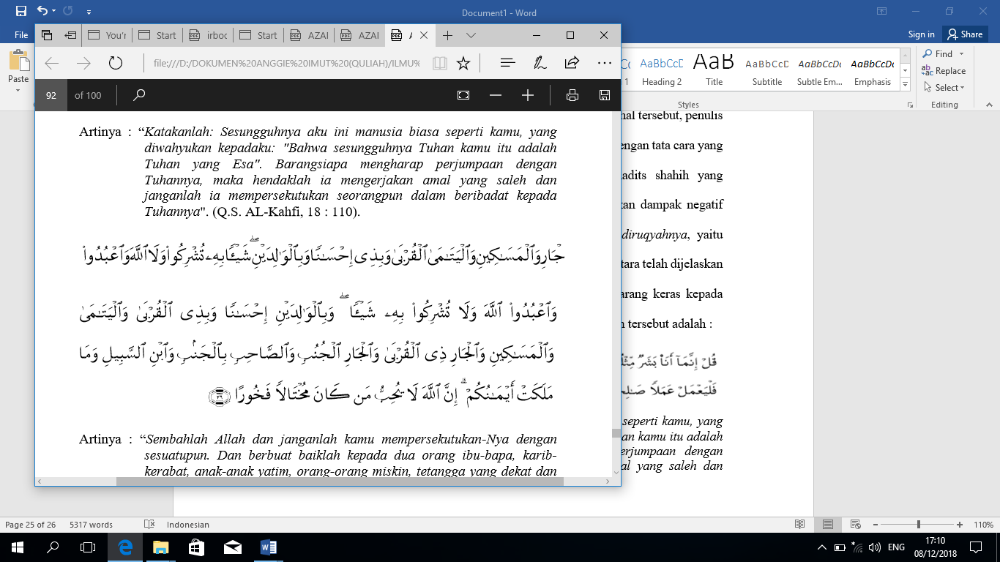 Document1 - Word
File
Sign in
Share
You'r
Start
irboc
Start
AZAI
AZAI
Paste
file:///D:/DOKUMEN%20ANGGIE%20IMUT%20(QULIAH)/ILMU%
AaBbCcDc
AaB
AaBbCcD
AaBbCcDc
AaBbCcDc
1
Heading 2
Title
Subtitle
Subtle Em...
Emphasis
Find
Replace
Select
Styles
Editing
92 of 100
Artinya : “Katakanlah: Sesungguhnya aku ini manusia biasa seperti kamu, yang
diwahyukan kepadaku: "Bahwa sesungguhnya Tuhan kamu itu adalah
Tuhan yang Esa". Barangsiapa mengharap perjumpaan dengan
Tuhannya, maka hendaklah ia mengerjakan amal yang saleh dan
janganlah ia mempersekutukan seorangpun dalam beribadat kepada
Tuhannya". (Q.S. AL-Kahfi, 18 : 110).
جَارِ وَٱلْمَسَـٰكِينِ وَٱلْيَتَـٰمَىٰ ٱلْقُرْبَىٰ وَبِذِى إِحْسَـٰنًا وَبِٱلْوَٰلِدَيْنِ ۖ شَيْـًٔا بِهِۦ تُشْرِكُوا۟ وَلَا ٱللَّهَ وَٱعْبُدُوا۟
وَٱعْبُدُوا۟ ٱللَّهَ وَلَا تُشْرِكُوا۟ بِهِۦ شَيْـًٔا ۖ وَبِٱلْوَٰلِدَيْنِ إِحْسَـٰنًا وَبِذِى ٱلْقُرْبَىٰ وَٱلْيَتَـٰمَىٰ
وَٱلْمَسَـٰكِينِ وَٱلْجَارِ ذِى ٱلْقُرْبَىٰ وَٱلْجَارِ ٱلْجُنُبِ وَٱلصَّاحِبِ بِٱلْجَنۢبِ وَٱبْنِ ٱلسَّبِيلِ وَمَا
مَلَكَتْ أَيْمَـٰنُكُمْ ۗ إِنَّ ٱللَّهَ لَا يُحِبُّ مَن كَانَ مُخْتَالًا فَخُورًا ﴿٣٦﴾
Artinya : “Sembahlah Allah dan janganlah kamu mempersekutukan-Nya dengan
sesuatupun. Dan berbuat baiklah kepada dua orang ibu-bapa, karib-
kerabat, anak-anak yatim, orang-orang miskin, tetangga yang dekat dan
nal tersebut, penulis
engan tata cara yang
adits shahih yang
kan dampak negatif
diruqyahnya, yaitu
tara telah dijelaskan
arang keras kepada
n tersebut adalah :
قُلْ إِنَّمَآ أَنَا۠ بَشَرٌ
فَلْيَعْمَلْ عَمَلًا
seperti kamu, yang
an kamu itu adalah
erjumpaan dengan
al yang saleh dan
Page 25 of 26
5317 words
Indonesian
110%
ENG
17:10
08/12/2018